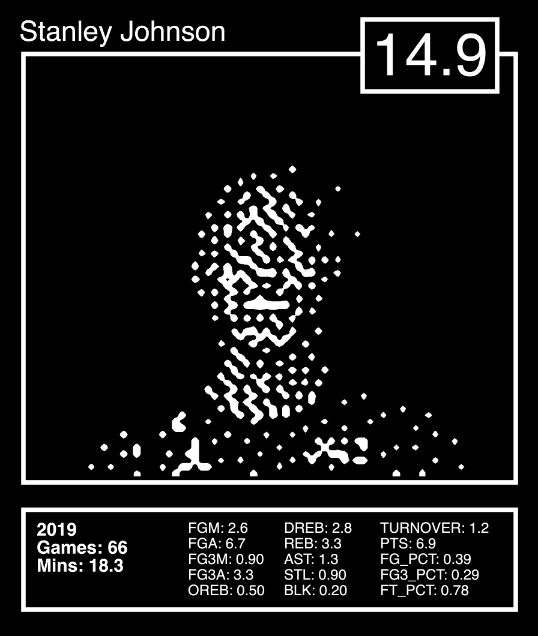 Stanley Johnson
14.9
2019
Games: 66
Mins: 18.3
FGM: 2.6
FGA: 6.7
FG3M: 0.90
FG3A: 3.3
OREB: 0.50
DREB: 2.8
REB: 3.3
AST: 1.3
STL: 0.90
BLK: 0.20
TURNOVER: 1.2
PTS: 6.9
FG_PCT: 0.39
FG3_PCT: 0.29
FT_PCT: 0.78